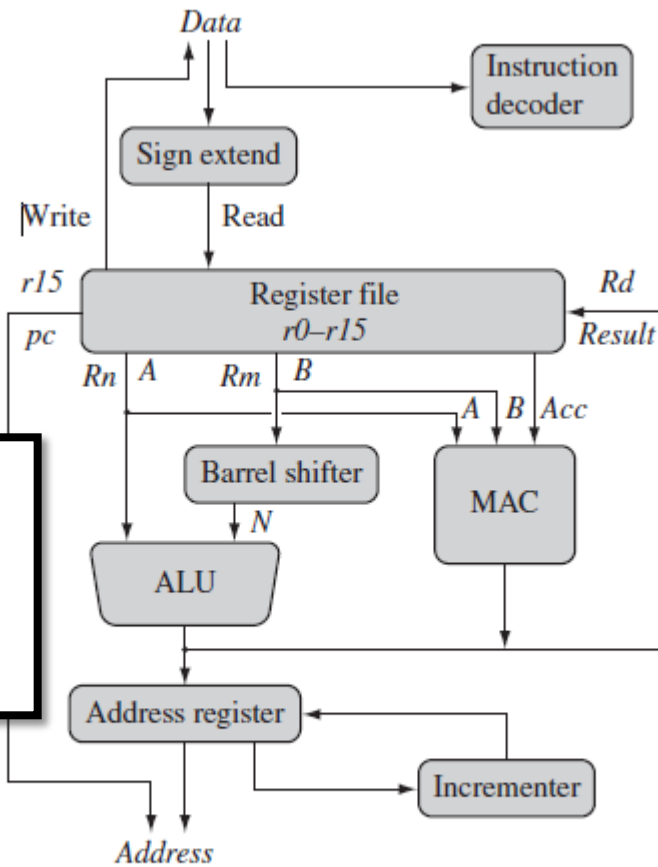 Data
Instruction
decoder
Sign extend
Write
Read
r15
Rd
Register file
r0–r15
pc
Result
Rn A
Rm B
A B Acc
Barrel shifter
MAC
N
ALU
Address register
Incrementer
Address